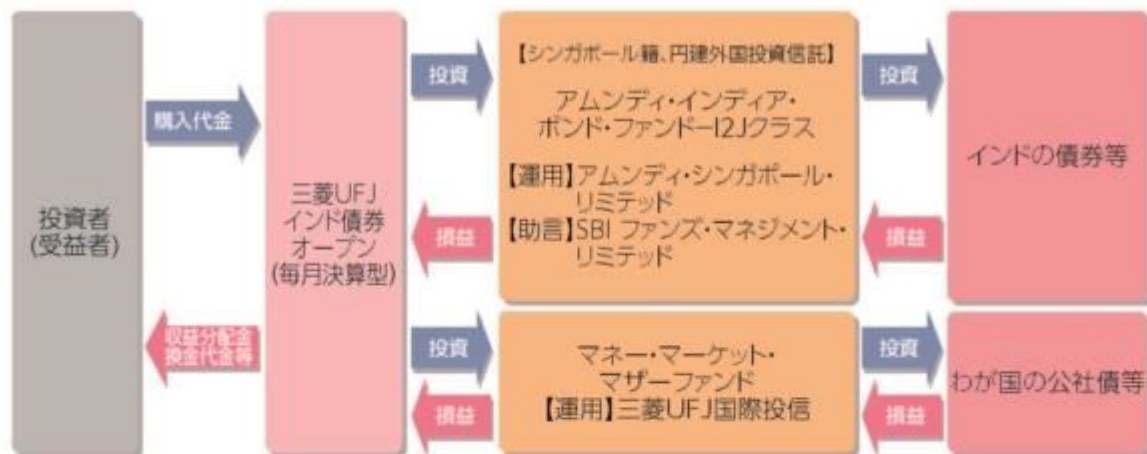 投資者
(受益者)
購入代金
収益分配金
換金代金等
三菱UFJ
インド債券
オープン
(毎月決算型)
投資
損益
【シンガポール籍、円建外国投資信託】
アムンディ・インディア・
ボンド・ファンドーI2Jクラス
【運用】アムンディ・シンガポール・
リミテッド
【助言】SBI ファンズ・マネジメント・
リミテッド
投資
損益
インドの債券等
投資
損益
マネー・マーケット・
マザーファンド
【運用】三菱UFJ国際投信
投資
損益
わが国の公社債等